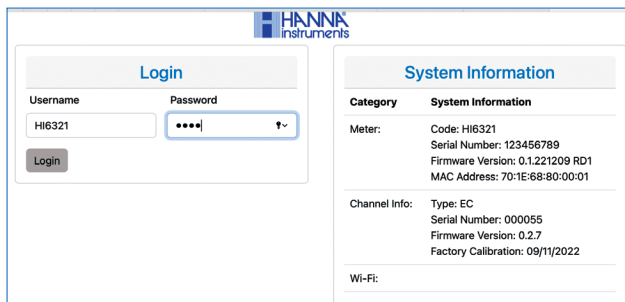 HANNA
instruments
Login
Username Password
HI6321 ••••
Login
System Information
Category System Information
Meter: Code: HI6321
Serial Number: 123456789
Firmware Version: 0.1.221209 RD1
MAC Address: 70:1E:68:80:00:01
Channel Info: Type: EC
Serial Number: 000055
Firmware Version: 0.2.7
Factory Calibration: 09/11/2022
Wi-Fi: